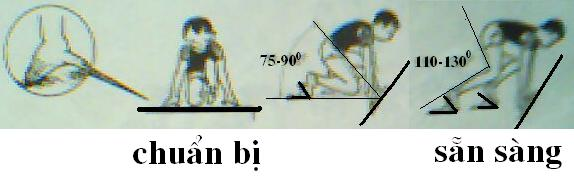 75-90⁰
110-130⁰
chuẩn bị
sẵn sàng